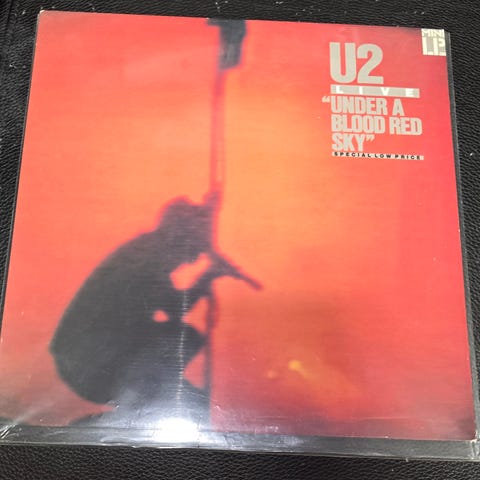 MINI
LP
U2
LIVE
"UNDER A
BLOOD RED
SKY"
SPECIAL LOW PRICE